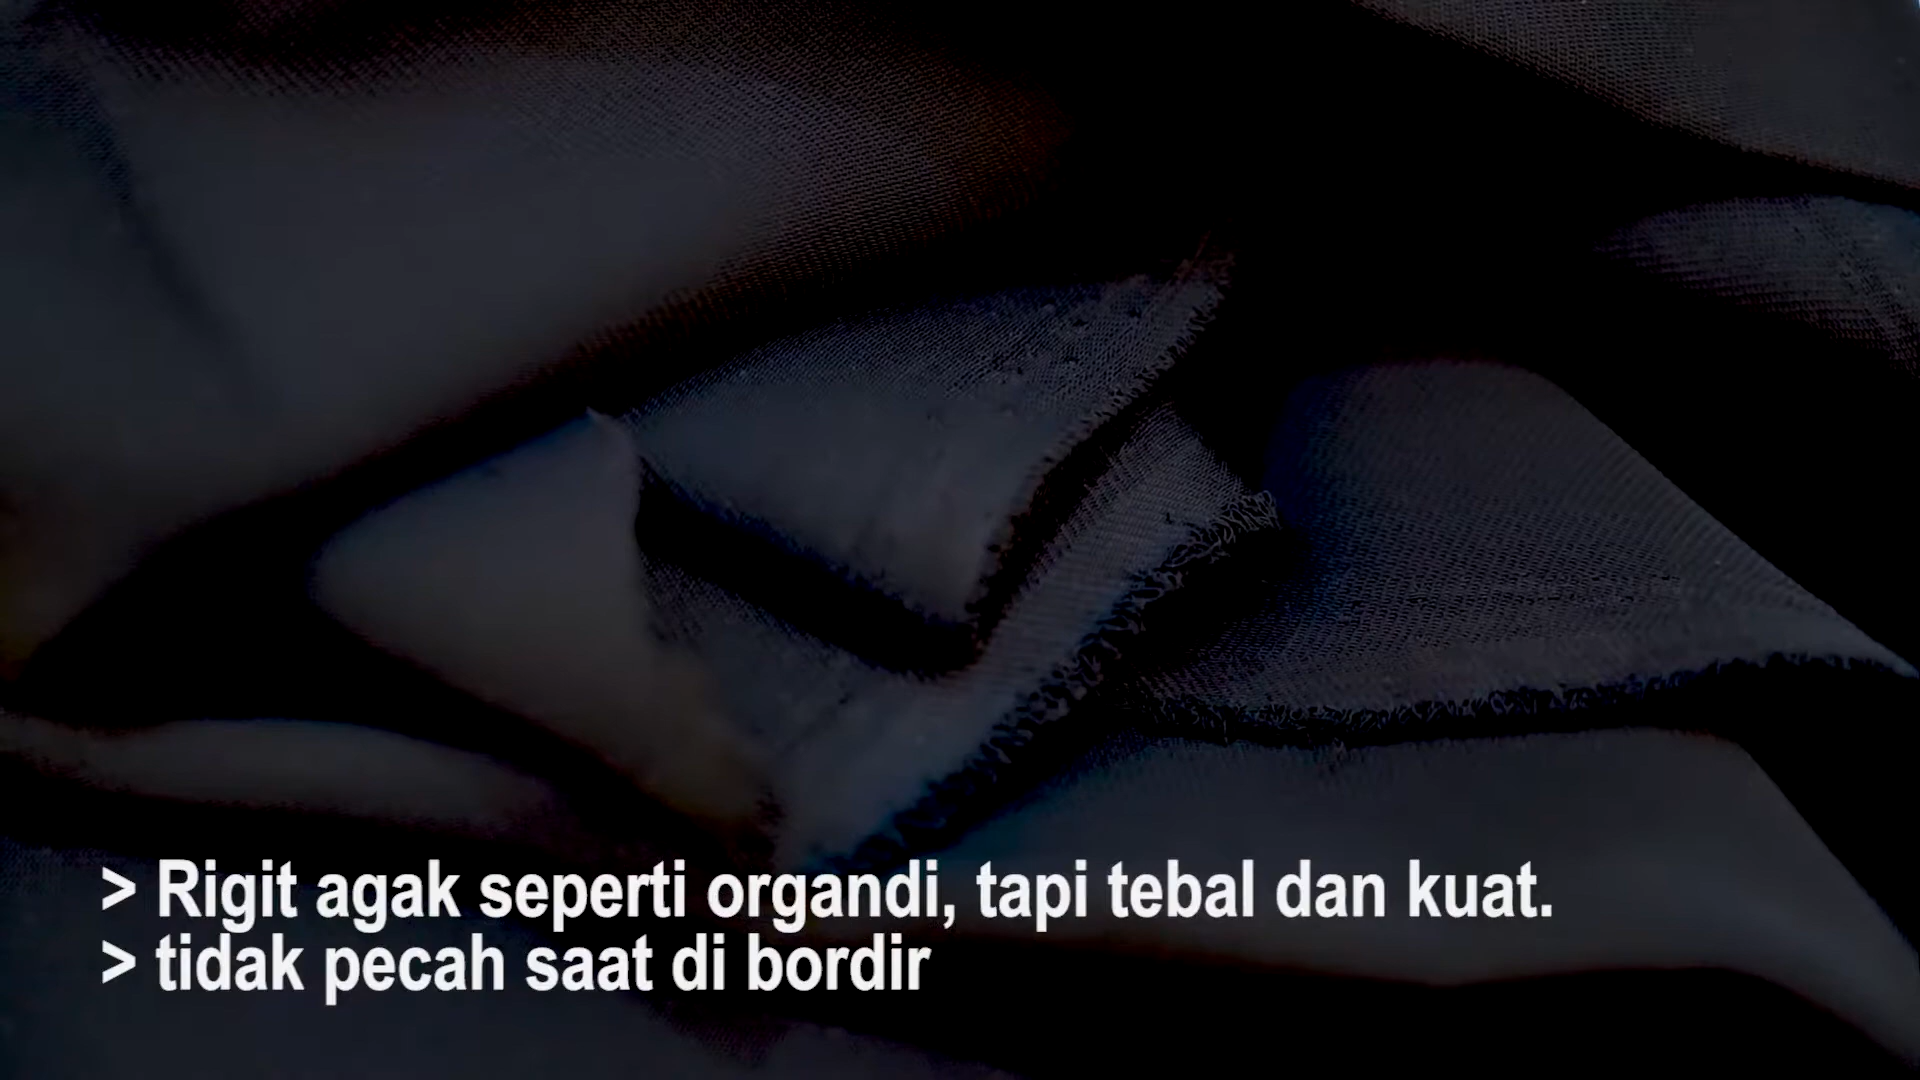 > Rigit agak seperti organdi, tapi tebal dan kuat.
> tidak pecah saat di bordir